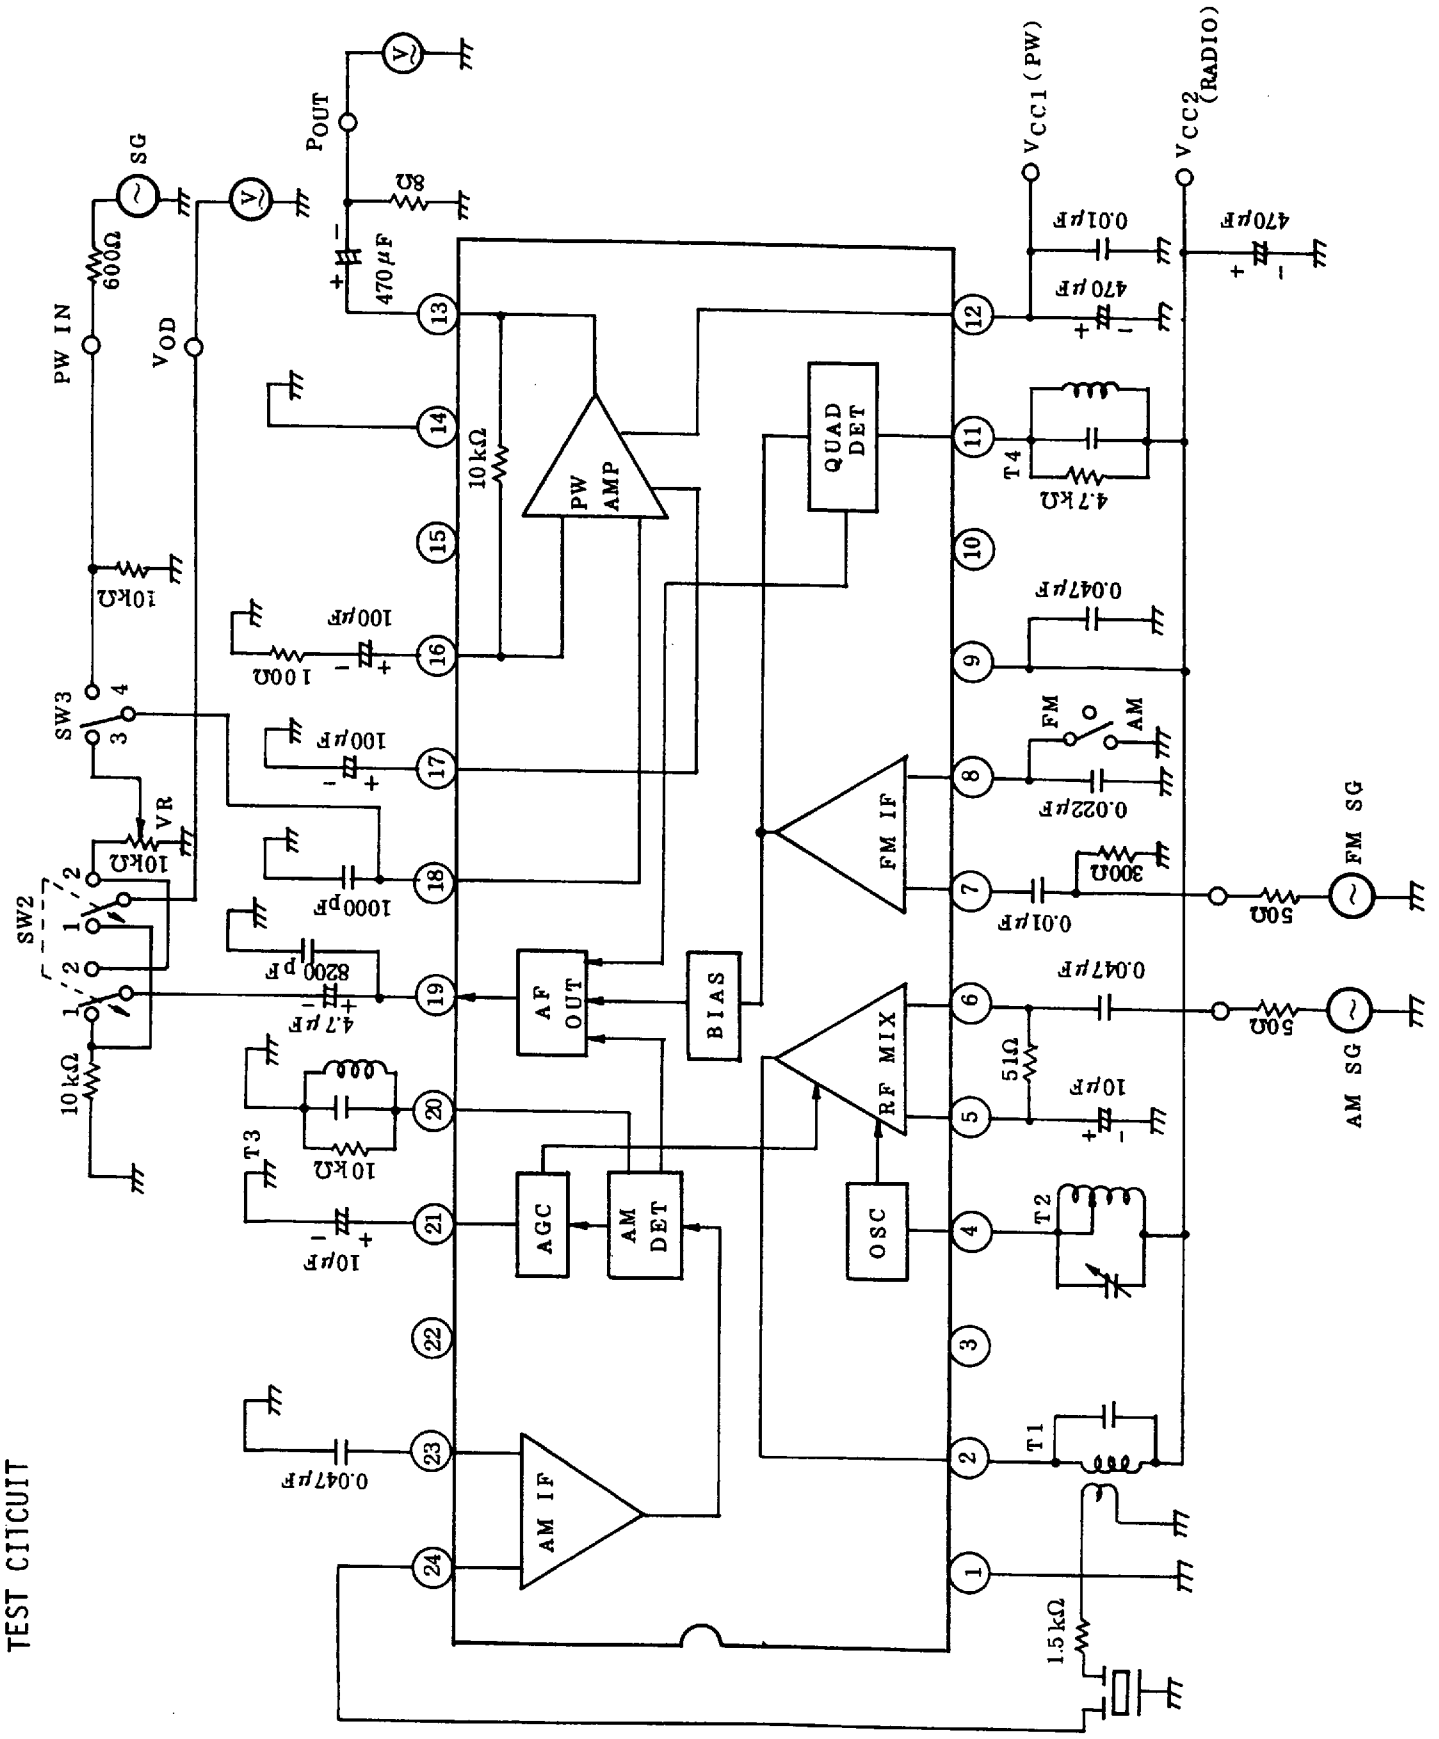 TEST CITCUIT
SW2
1
2
1
2
10kΩ
10kΩ
VR
SW3
3
4
10kΩ
PW IN
600Ω
SG
VOD
V
POUT
V
8Ω
470μF
+
-
0.047μF
10μF
-
+
T3
10kΩ
4.7μF
-
+
8200
pF
1000pF
100μF
-
+
100Ω
100μF
-
+
24
23
22
21
20
19
18
17
16
15
14
13
AM IF
AGC
AM
DET
AF
OUT
BIAS
10kΩ
PW
AMP
OSC
RF MIX
FM IF
QUAD
DET
1
2
3
4
5
6
7
8
9
10
11
12
1.5kΩ
T1
T2
51Ω
10μF
+
-
0.047μF
50Ω
AM SG
0.01μF
300Ω
50Ω
FM SG
0.022μF
FM
AM
0.047μF
T4
4.7kΩ
470μF
+
-
0.01μF
VCC1 (PW)
VCC2
(RADIO)
470μF
+
-